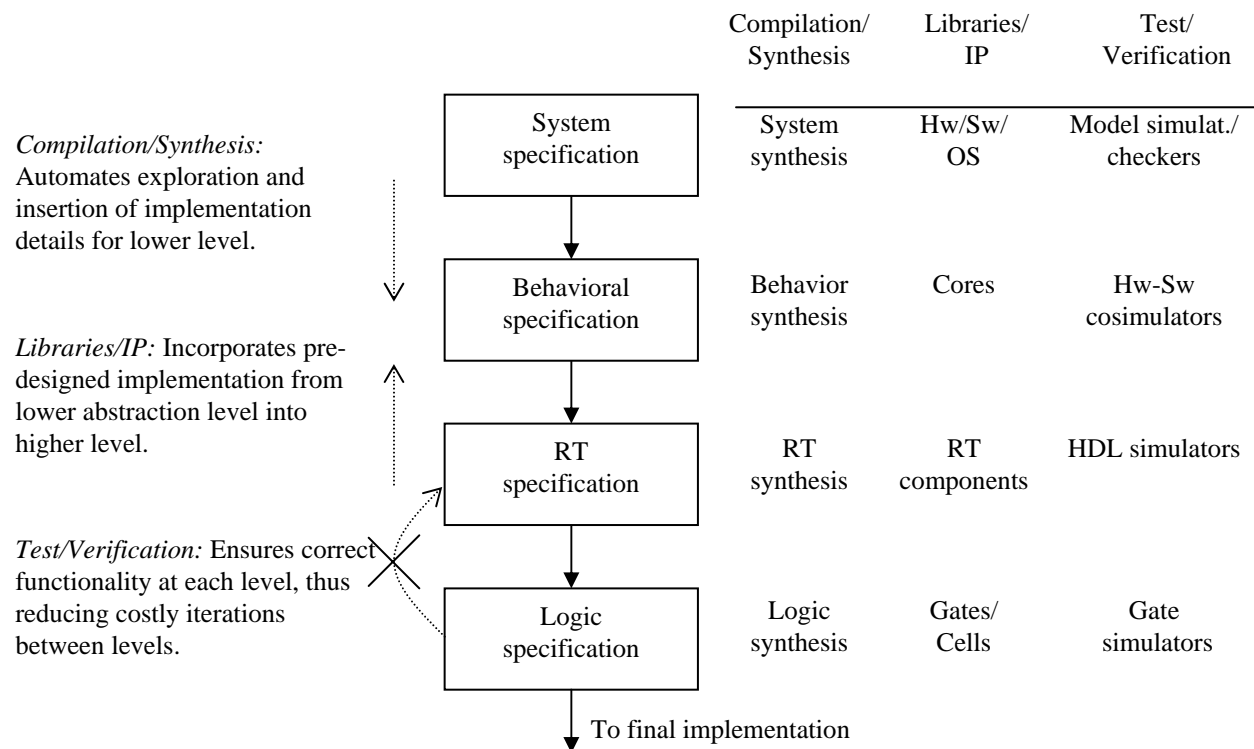 Compilation/ Libraries/ Test/
Synthesis IP Verification
System System Hw/Sw/ Model simulat./
specification synthesis OS checkers
Compilation/Synthesis:
Automates exploration and
insertion of implementation
details for lower level.
Behavioral Behavior Cores Hw-Sw
specification synthesis cosimulators
Libraries/IP: Incorporates pre-
designed implementation from
lower abstraction level into
higher level.
RT RT RT HDL simulators
specification synthesis components
Test/Verification: Ensures correct
functionality at each level, thus
reducing costly iterations
between levels.
Logic Logic Gates/ Gate
specification synthesis Cells simulators
To final implementation